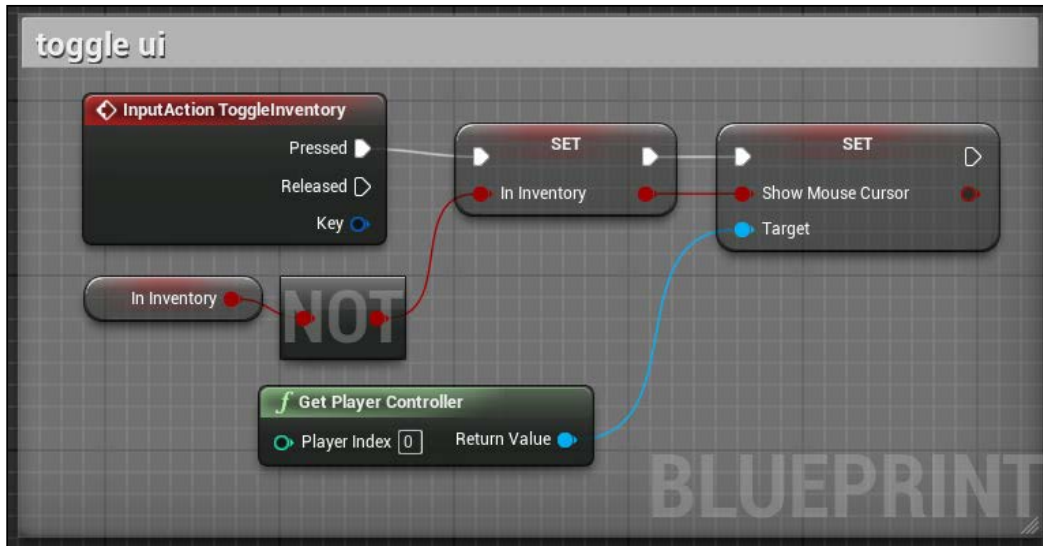 toggle ui
InputAction ToggleInventory
Pressed
Released
Key
SET
In Inventory
SET
Show Mouse Cursor
Target
In Inventory
NOT
f Get Player Controller
Player Index 0 Return Value
BLUEPRINT